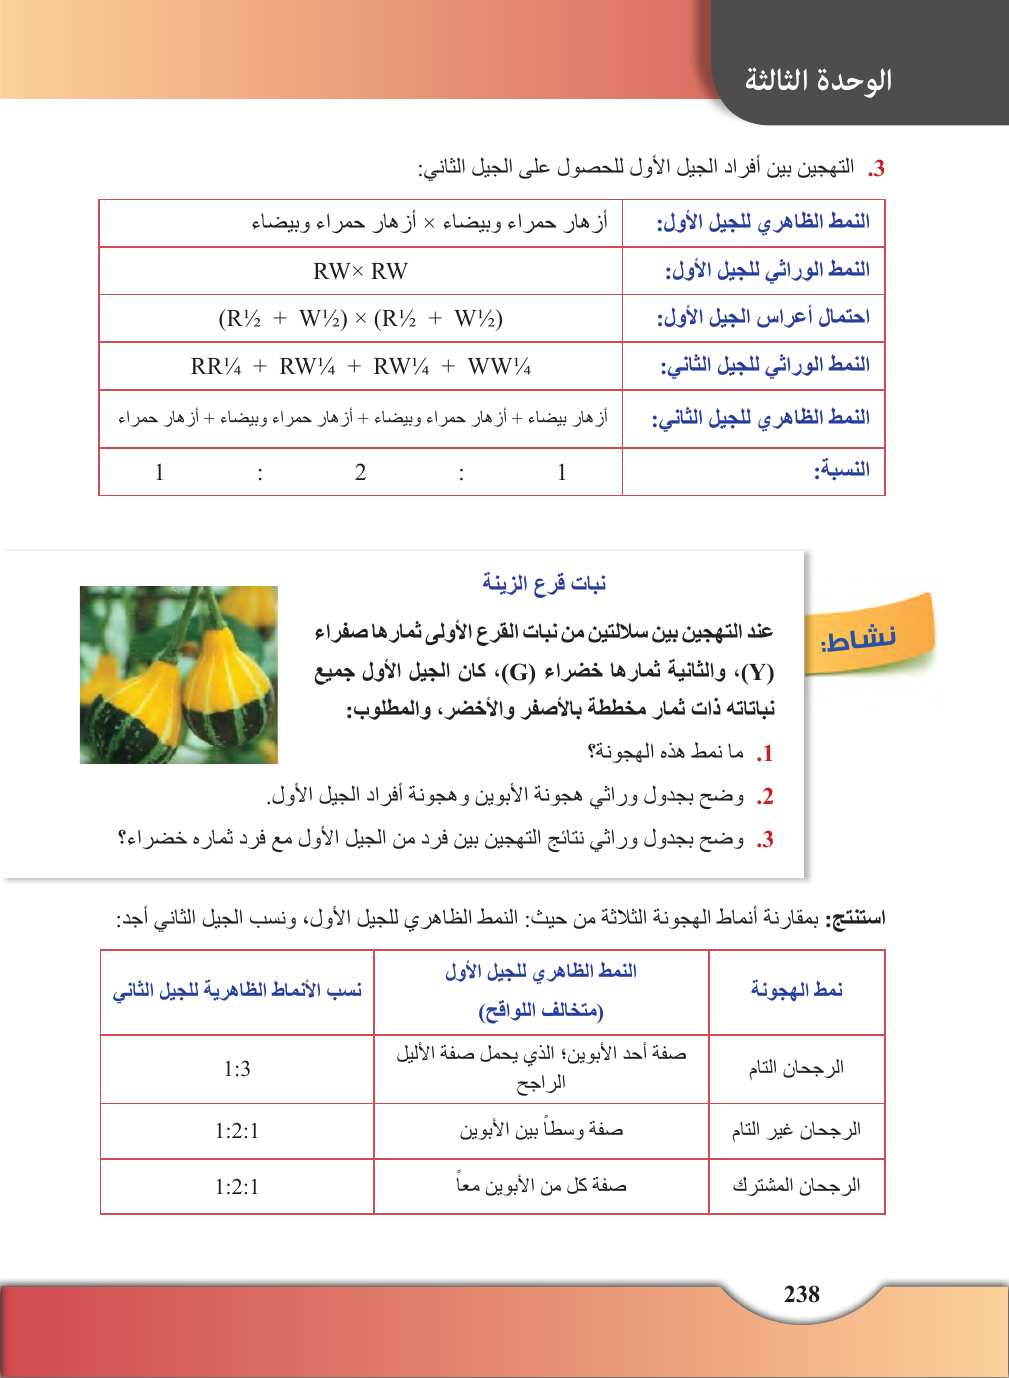 الوحدة الثالثة
3. التهجين بين أفراد الجيل الأول للحصول على الجيل الثاني:
النمط الظاهري للجيل الأول: أزهار حمراء وبيضاء × أزهار حمراء وبيضاء
النمط الوراثي للجيل الأول: RW× RW
احتمال أعراس الجيل الأول: (R½ + W½) × (R½ + W½)
النمط الوراثي للجيل الثاني: RR¼ + RW¼ + RW¼ + WW¼
النمط الظاهري للجيل الثاني: أزهار بيضاء + أزهار حمراء وبيضاء + أزهار حمراء وبيضاء + أزهار حمراء
النسبة: 1 : 2 : 1
نشاط:
نبات قرع الزينة
عند التهجين بين سلالتين من نبات القرع الأولى ثمارها صفراء
(Y)، والثانية ثمارها خضراء (G)، كان الجيل الأول جميع
نباتاته ذات ثمار مخططة بالأصفر والأخضر، والمطلوب:
1. ما نمط هذه الهجونة؟
2. وضح بجدول وراثي هجونة الأبوين وهجونة أفراد الجيل الأول.
3. وضح بجدول وراثي نتائج التهجين بين فرد من الجيل الأول مع فرد ثماره خضراء؟
استنتج: بمقارنة أنماط الهجونة الثلاثة من حيث: النمط الظاهري للجيل الأول، ونسب الجيل الثاني أجد:
نمط الهجونة
النمط الظاهري للجيل الأول
(متخالف اللواقح)
نسب الأنماط الظاهرية للجيل الثاني
الرجحان التام
صفة أحد الأبوين؛ الذي يحمل صفة الأليل
الراجح
1:3
الرجحان غير التام
صفة وسطاً بين الأبوين
1:2:1
الرجحان المشترك
صفة كل من الأبوين معاً
1:2:1
238